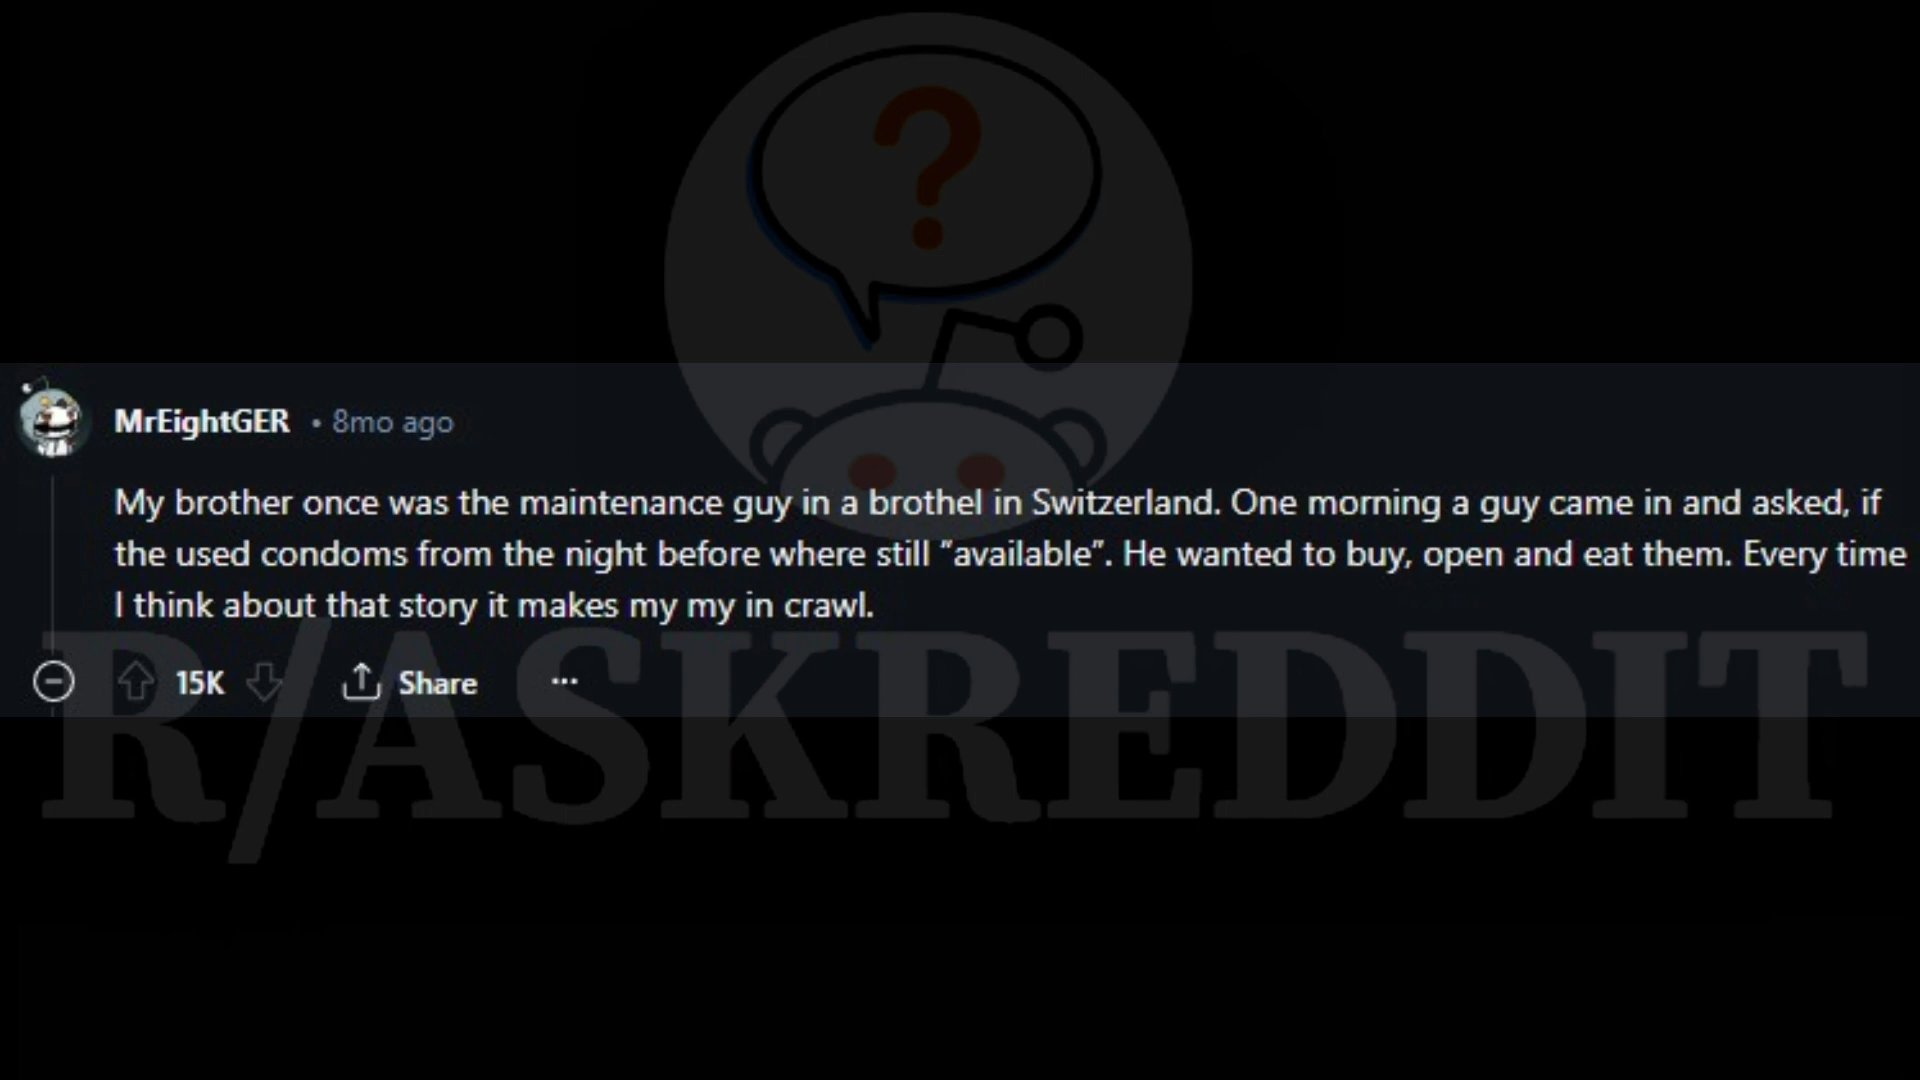 ?
MrEightGER • 8mo ago
My brother once was the maintenance guy in a brothel in Switzerland. One morning a guy came in and asked, if
the used condoms from the night before where still “available”. He wanted to buy, open and eat them. Every time
I think about that story it makes my my in crawl.
15K Share ...
R/ASKREDDIT